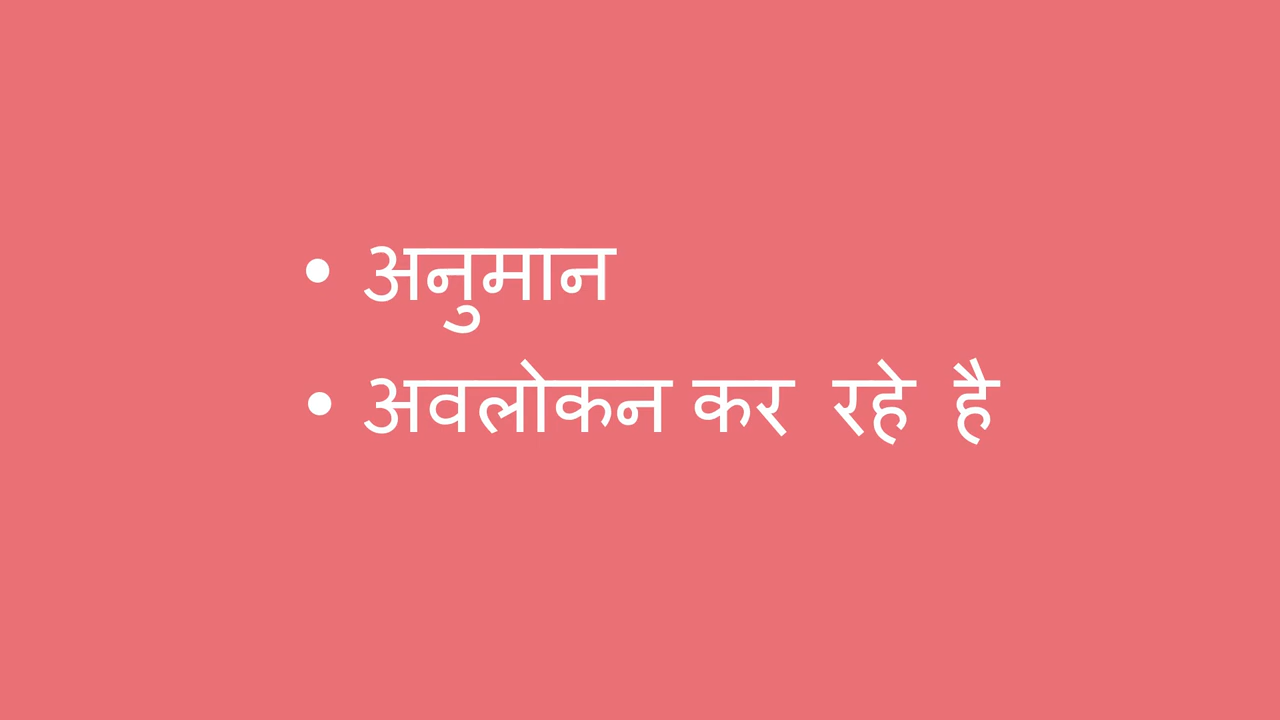 • अनुमान
• अवलोकन कर रहे है